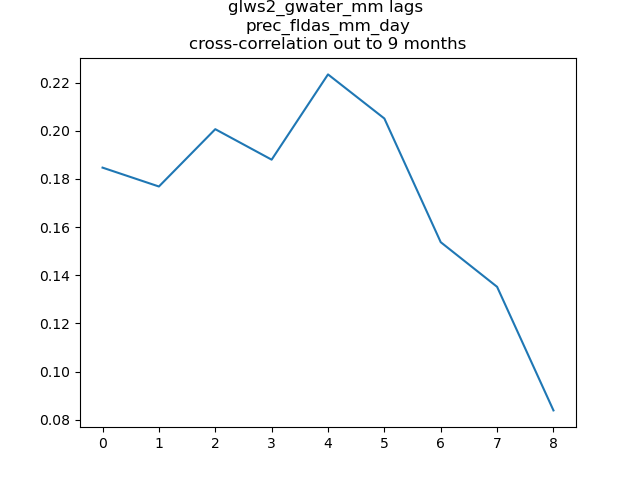 glws2_gwater_mm lags
prec_fldas_mm_day
cross-correlation out to 9 months
0.22
0.20
0.18
0.16
0.14
0.12
0.10
0.08
0 1 2 3 4 5 6 7 8